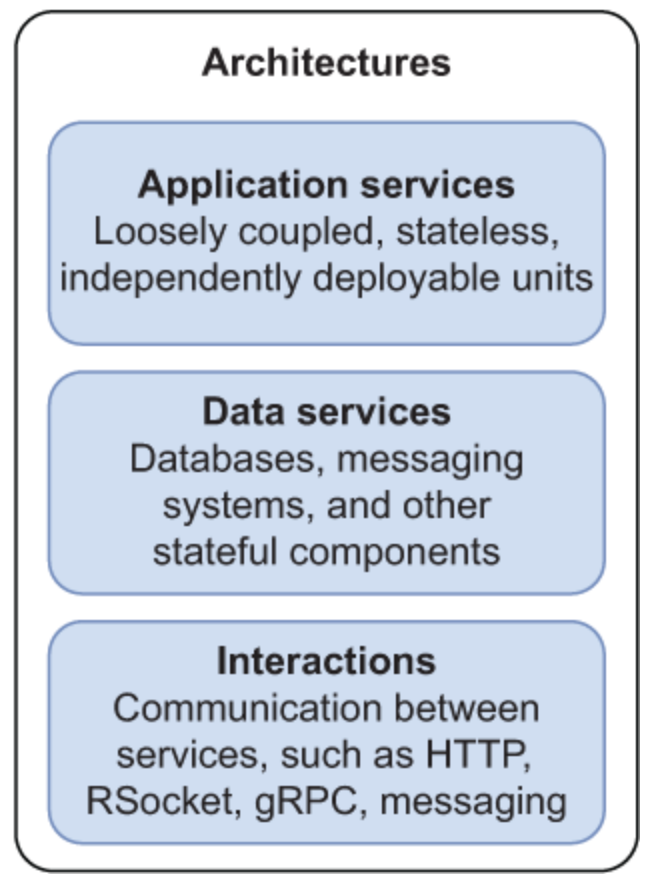 Architectures
Application services
Loosely coupled, stateless,
independently deployable units
Data services
Databases, messaging
systems, and other
stateful components
Interactions
Communication between
services, such as HTTP,
RSocket, gRPC, messaging